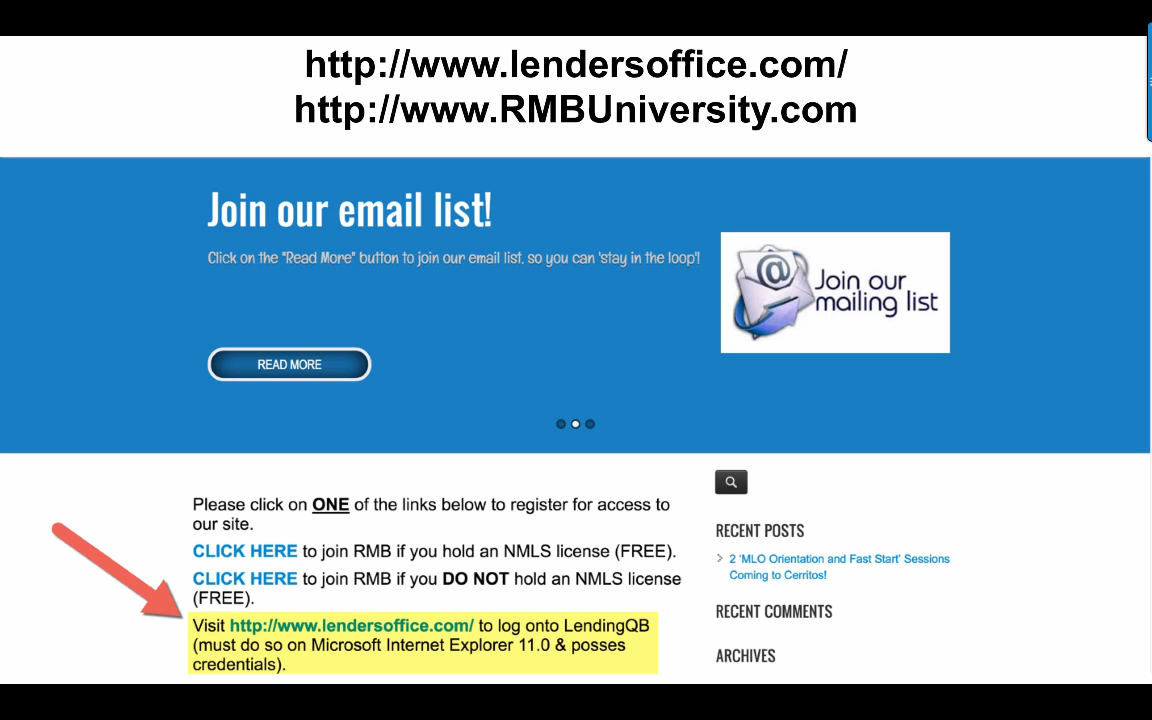 http://www.lendersoffice.com/
http://www.RMBUniversity.com
Join our email list!
Click on the "Read More" button to join our email list, so you can 'stay in the loop'!
@
Join our
mailing list
READ MORE
Please click on ONE of the links below to register for access to
our site.
CLICK HERE to join RMB if you hold an NMLS license (FREE).
CLICK HERE to join RMB if you DO NOT hold an NMLS license
(FREE).
Visit http://www.lendersoffice.com/ to log onto LendingQB
(must do so on Microsoft Internet Explorer 11.0 & posses
credentials).
RECENT POSTS
2 ‘MLO Orientation and Fast Start’ Sessions
Coming to Cerritos!
RECENT COMMENTS
ARCHIVES